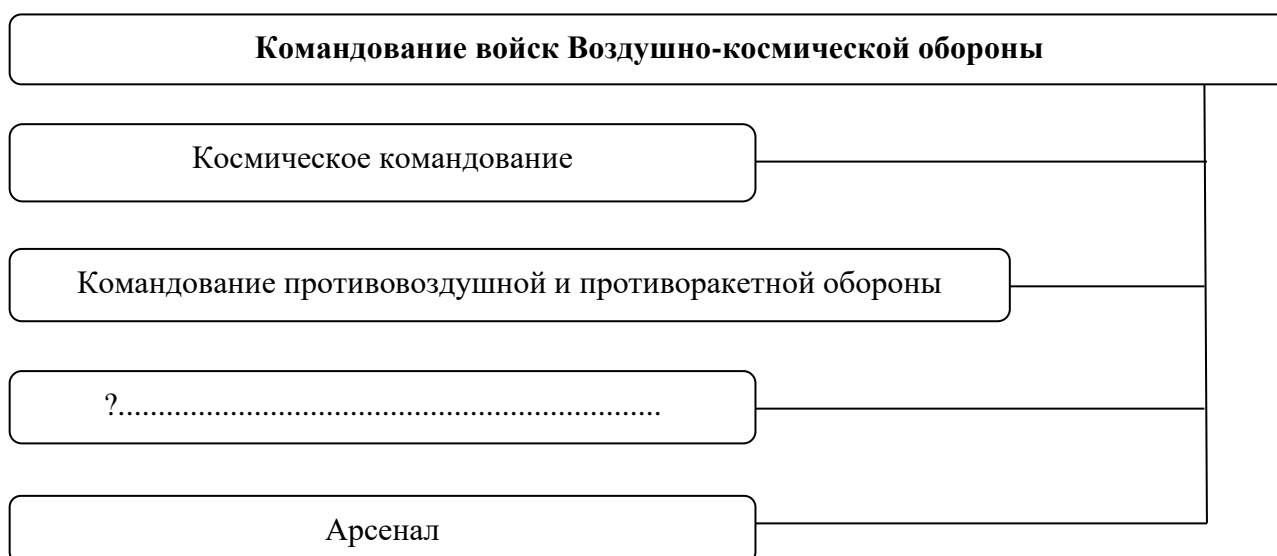 Командование войск Воздушно-космической обороны
Космическое командование
Командование противовоздушной и противоракетной обороны
?...................................................................
Арсенал